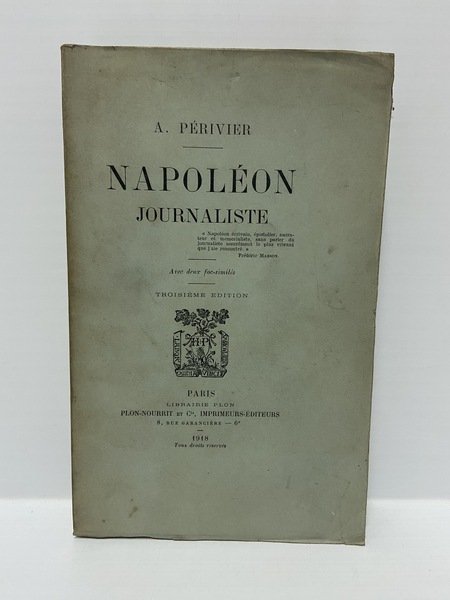 A. PÉRIVIER
NAPOLÉON
JOURNALISTE
« Napoléon écrivain, épistolier, narra-
teur et mémorialiste, sans parler du
journaliste assurément le plus vibrant
que j'aie rencontré. »
Frédéric MASSON.
Avec deux fac-similés
TROISIÈME ÉDITION
PARIS
LIBRAIRIE PLON
PLON-NOURRIT ET Cie, IMPRIMEURS-ÉDITEURS
8, RUE GARANCIÈRE — 6e
1918
Tous droits réservés